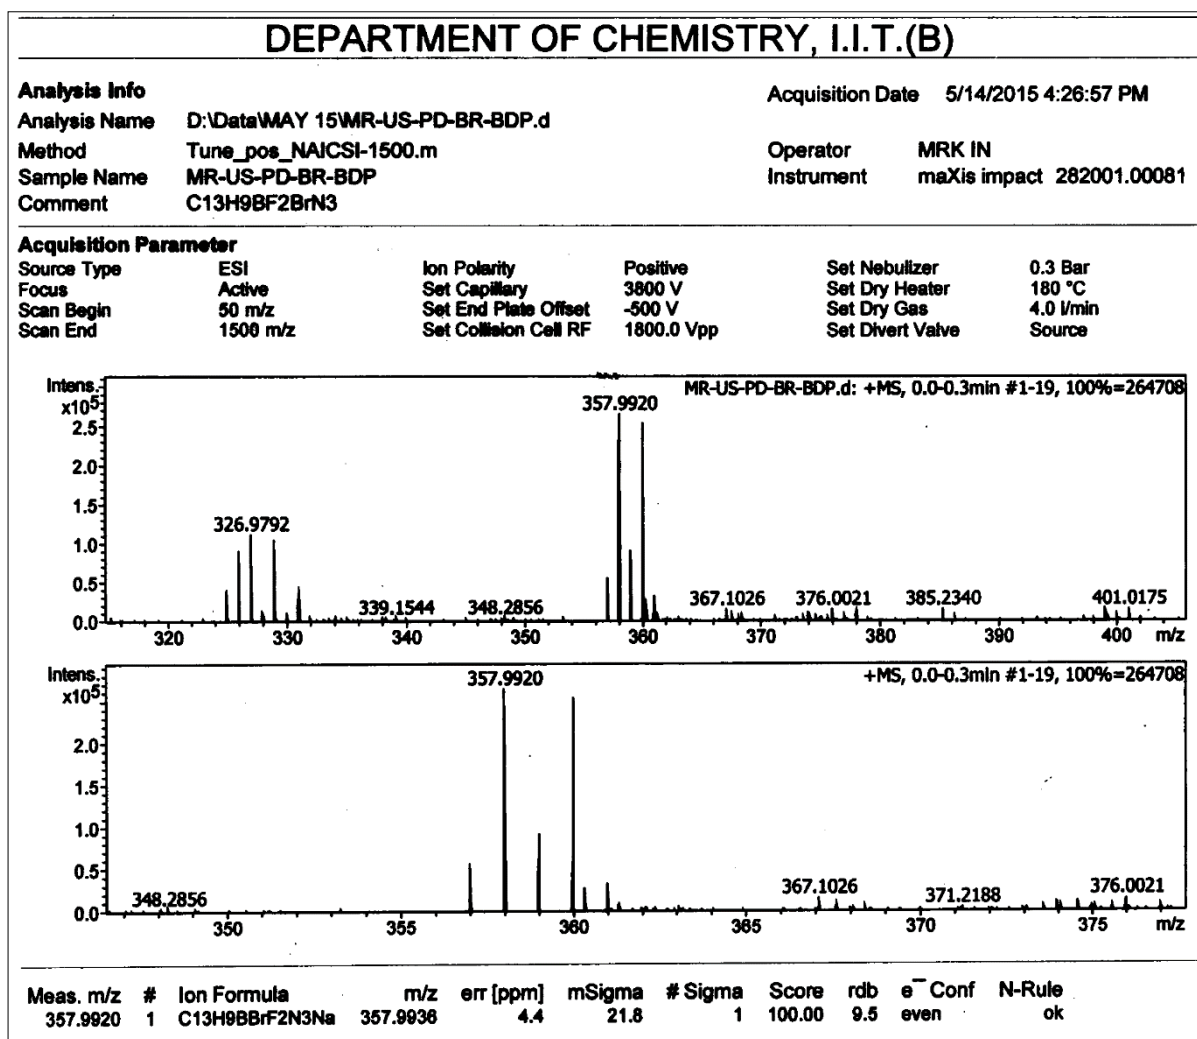 DEPARTMENT OF CHEMISTRY, I.I.T.(B)
Analysis Info
Acquisition Date 5/14/2015 4:26:57 PM
Analysis Name D:\Data\MAY 15\MR-US-PD-BR-BDP.d
Method Tune_pos_NAICSI-1500.m Operator MRK IN
Sample Name MR-US-PD-BR-BDP Instrument maXis impact 282001.00081
Comment C13H9BF2BrN3
Acquisition Parameter
Source Type ESI Ion Polarity Positive Set Nebulizer 0.3 Bar
Focus Active Set Capillary 3800 V Set Dry Heater 180 °C
Scan Begin 50 m/z Set End Plate Offset -500 V Set Dry Gas 4.0 l/min
Scan End 1500 m/z Set Collision Cell RF 1800.0 Vpp Set Divert Valve Source
Intens. x10⁵
MR-US-PD-BR-BDP.d: +MS, 0.0-0.3min #1-19, 100%=264708
357.9920
2.5
2.0
1.5
326.9792
1.0
0.5
339.1544 348.2856 367.1026 376.0021 385.2340 401.0175
0.0
320 330 340 350 360 370 380 390 400 m/z
Intens. x10⁵
+MS, 0.0-0.3min #1-19, 100%=264708
357.9920
2.0
1.5
1.0
0.5
348.2856 367.1026 371.2188 376.0021
0.0
350 355 360 365 370 375 m/z
Meas. m/z # Ion Formula m/z err [ppm] mSigma # Sigma Score rdb e⁻ Conf N-Rule
357.9920 1 C13H9BBrF2N3Na 357.9936 4.4 21.8 1 100.00 9.5 even ok